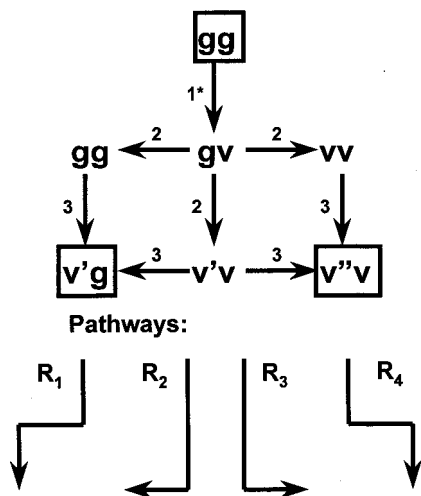 gg
1*
gg 2 gv 2 vv
3 2 3
v'g 3 v'v 3 v''v
Pathways:
R₁ R₂ R₃ R₄